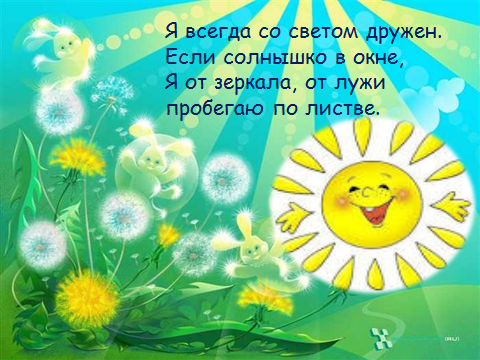 Я всегда со светом дружен.
Если солнышко в окне,
Я от зеркала, от лужи
пробегаю по листве.